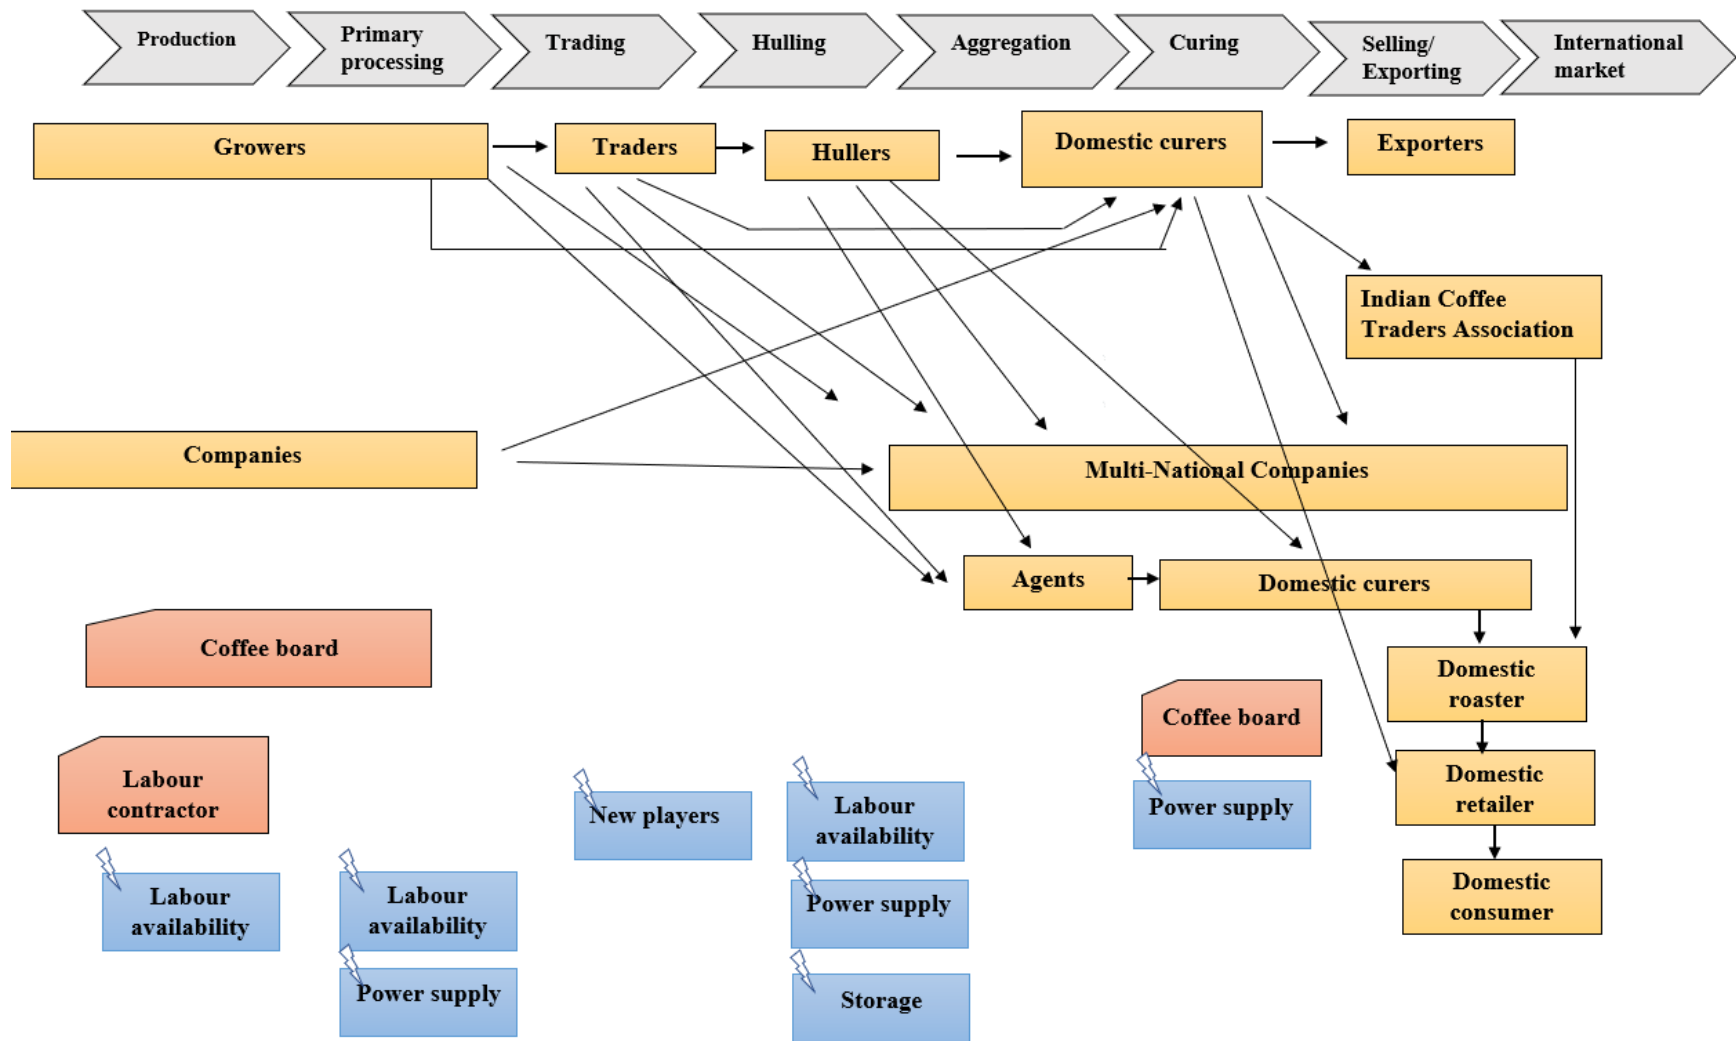 Production
Primary
processing
Trading
Hulling
Aggregation
Curing
Selling/
Exporting
International
market
Growers
Traders
Hullers
Domestic curers
Exporters
Indian Coffee
Traders Association
Companies
Multi-National Companies
Agents
Domestic curers
Coffee board
Domestic
roaster
Coffee board
Labour
contractor
New players
Labour
availability
Power supply
Domestic
retailer
Labour
availability
Labour
availability
Power supply
Domestic
consumer
Power supply
Storage